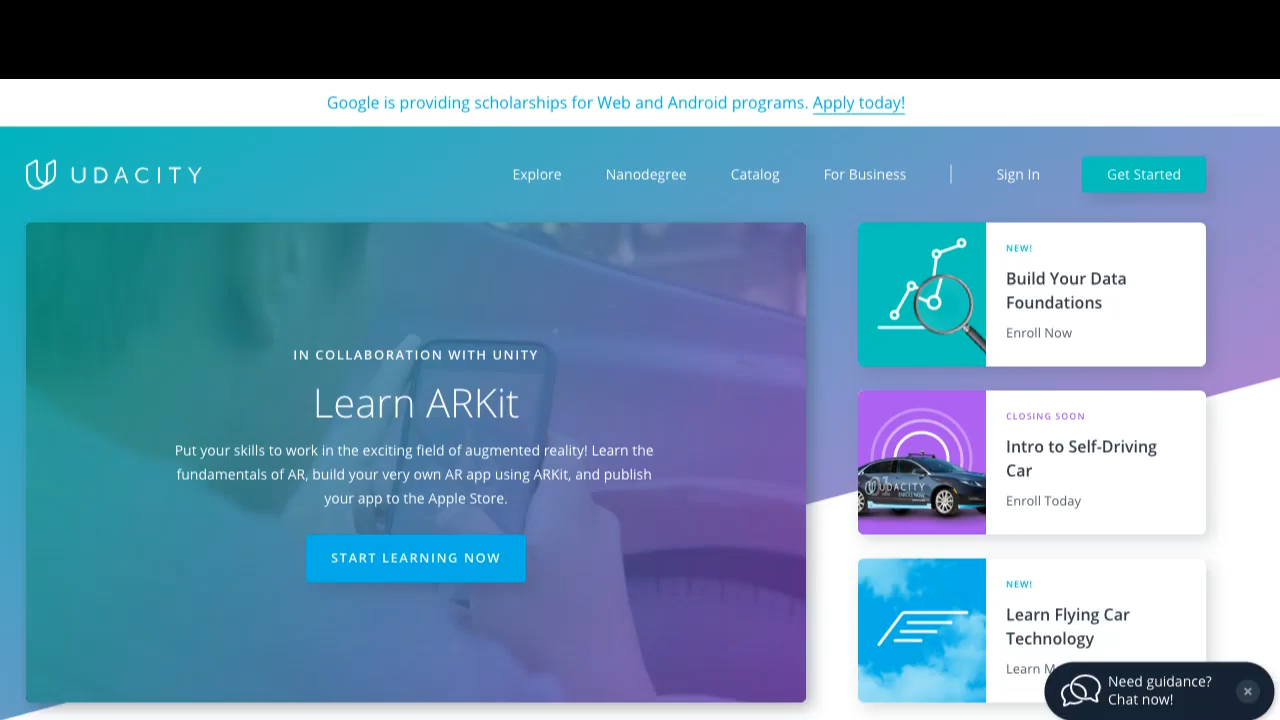 Google is providing scholarships for Web and Android programs. Apply today!
UDACITY
Explore Nanodegree Catalog For Business Sign In Get Started
IN COLLABORATION WITH UNITY
Learn ARKit
Put your skills to work in the exciting field of augmented reality! Learn the
fundamentals of AR, build your very own AR app using ARKit, and publish
your app to the Apple Store.
START LEARNING NOW
NEW!
Build Your Data
Foundations
Enroll Now
CLOSING SOON
Intro to Self-Driving
Car
Enroll Today
UDACITY
NEW!
Learn Flying Car
Technology
Learn
Need guidance?
Chat now!